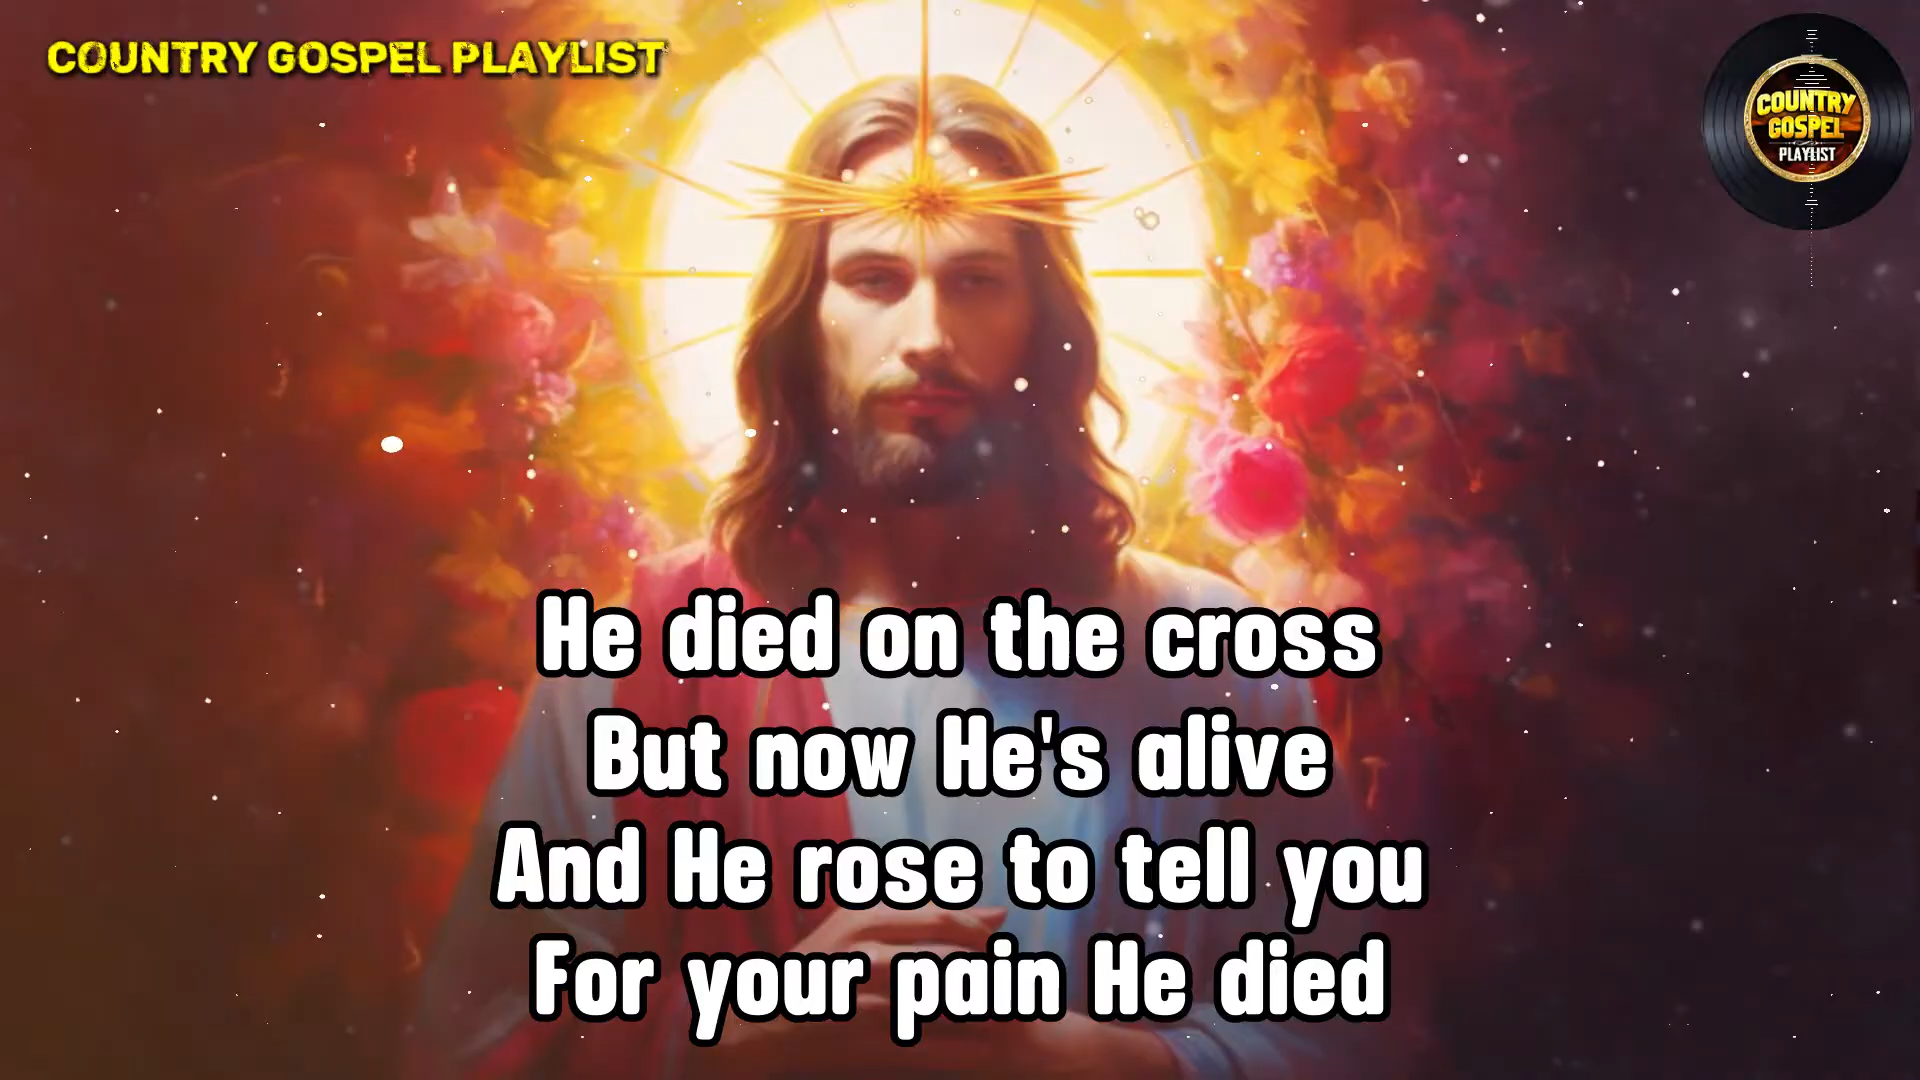 COUNTRY GOSPEL PLAYLIST
COUNTRY
GOSPEL
PLAYLIST
He died on the cross
But now He's alive
And He rose to tell you
For your pain He died